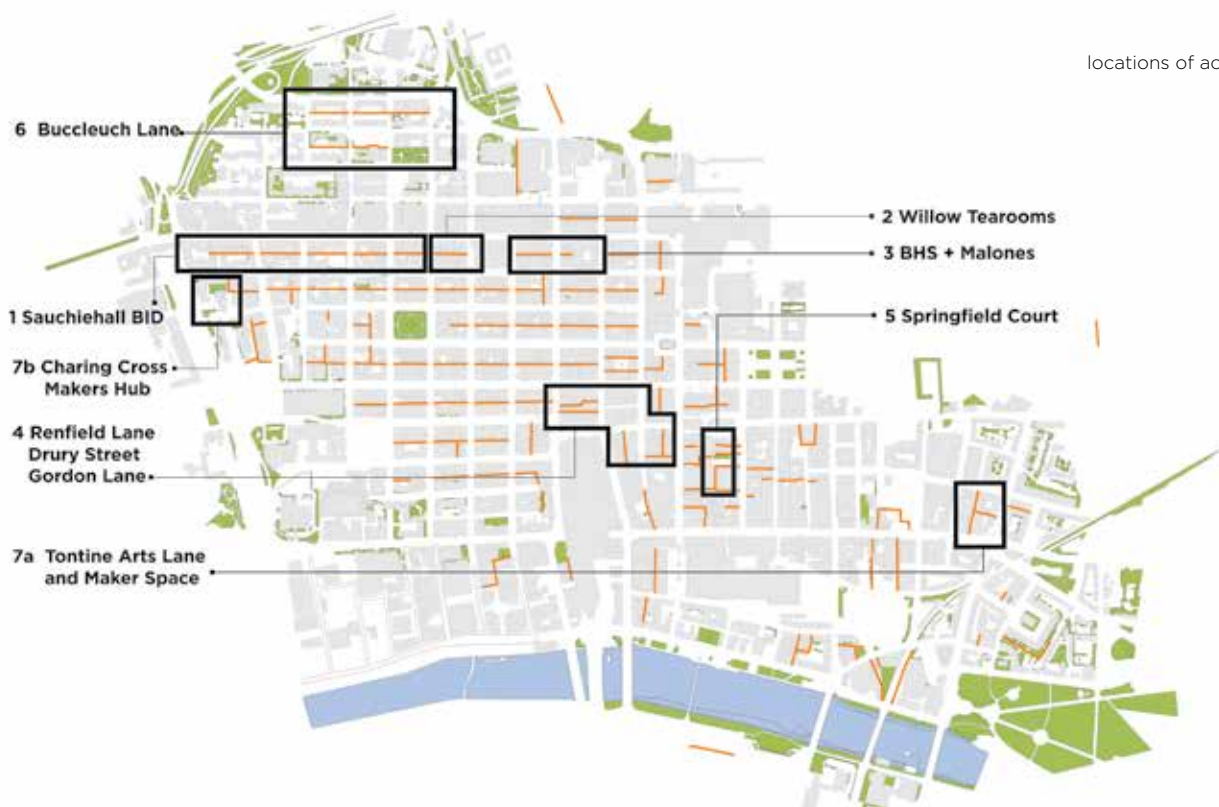 locations of ac
6 Buccleuch Lane
2 Willow Tearooms
3 BHS + Malones
1 Sauchiehall BID
5 Springfield Court
7b Charing Cross
Makers Hub
4 Renfield Lane
Drury Street
Gordon Lane
7a Tontine Arts Lane
and Maker Space